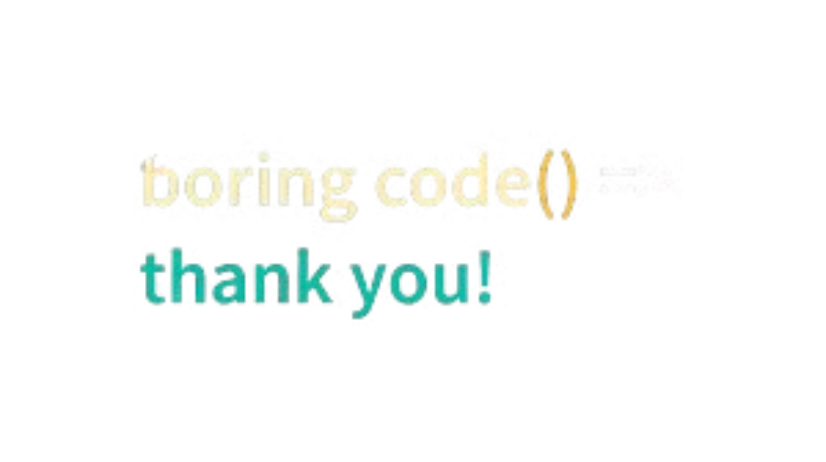 boring code() =>
thank you!